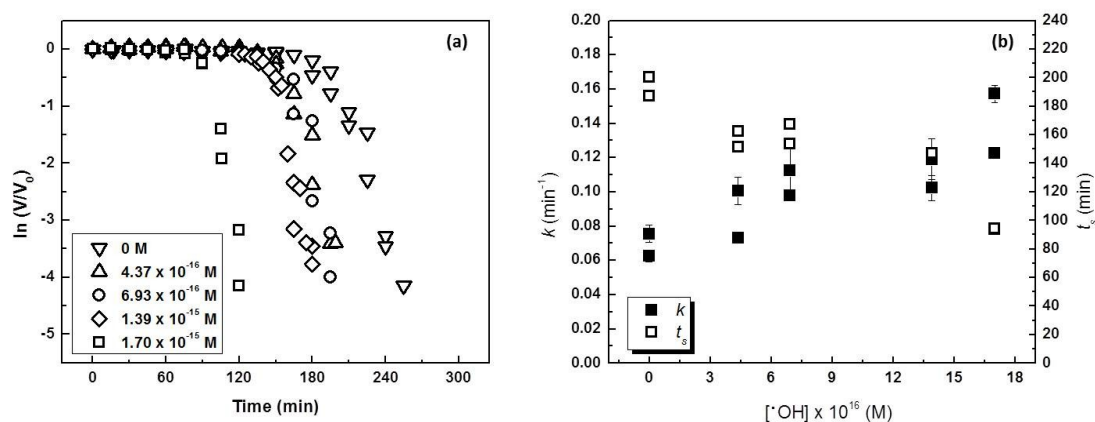 (a)
ln (V/V₀)
1
0
-1
-2
-3
-4
-5
0 M
4.37 x 10⁻¹⁶ M
6.93 x 10⁻¹⁶ M
1.39 x 10⁻¹⁵ M
1.70 x 10⁻¹⁵ M
0 60 120 180 240 300
Time (min)
(b)
k (min⁻¹)
0.20
0.18
0.16
0.14
0.12
0.10
0.08
0.06
0.04
0.02
0.00
k
tₛ
0 3 6 9 12 15 18
[•OH] x 10¹⁶ (M)
240
220
200
180
160
140
120
100
80
60
40
20
0
tₛ (min)